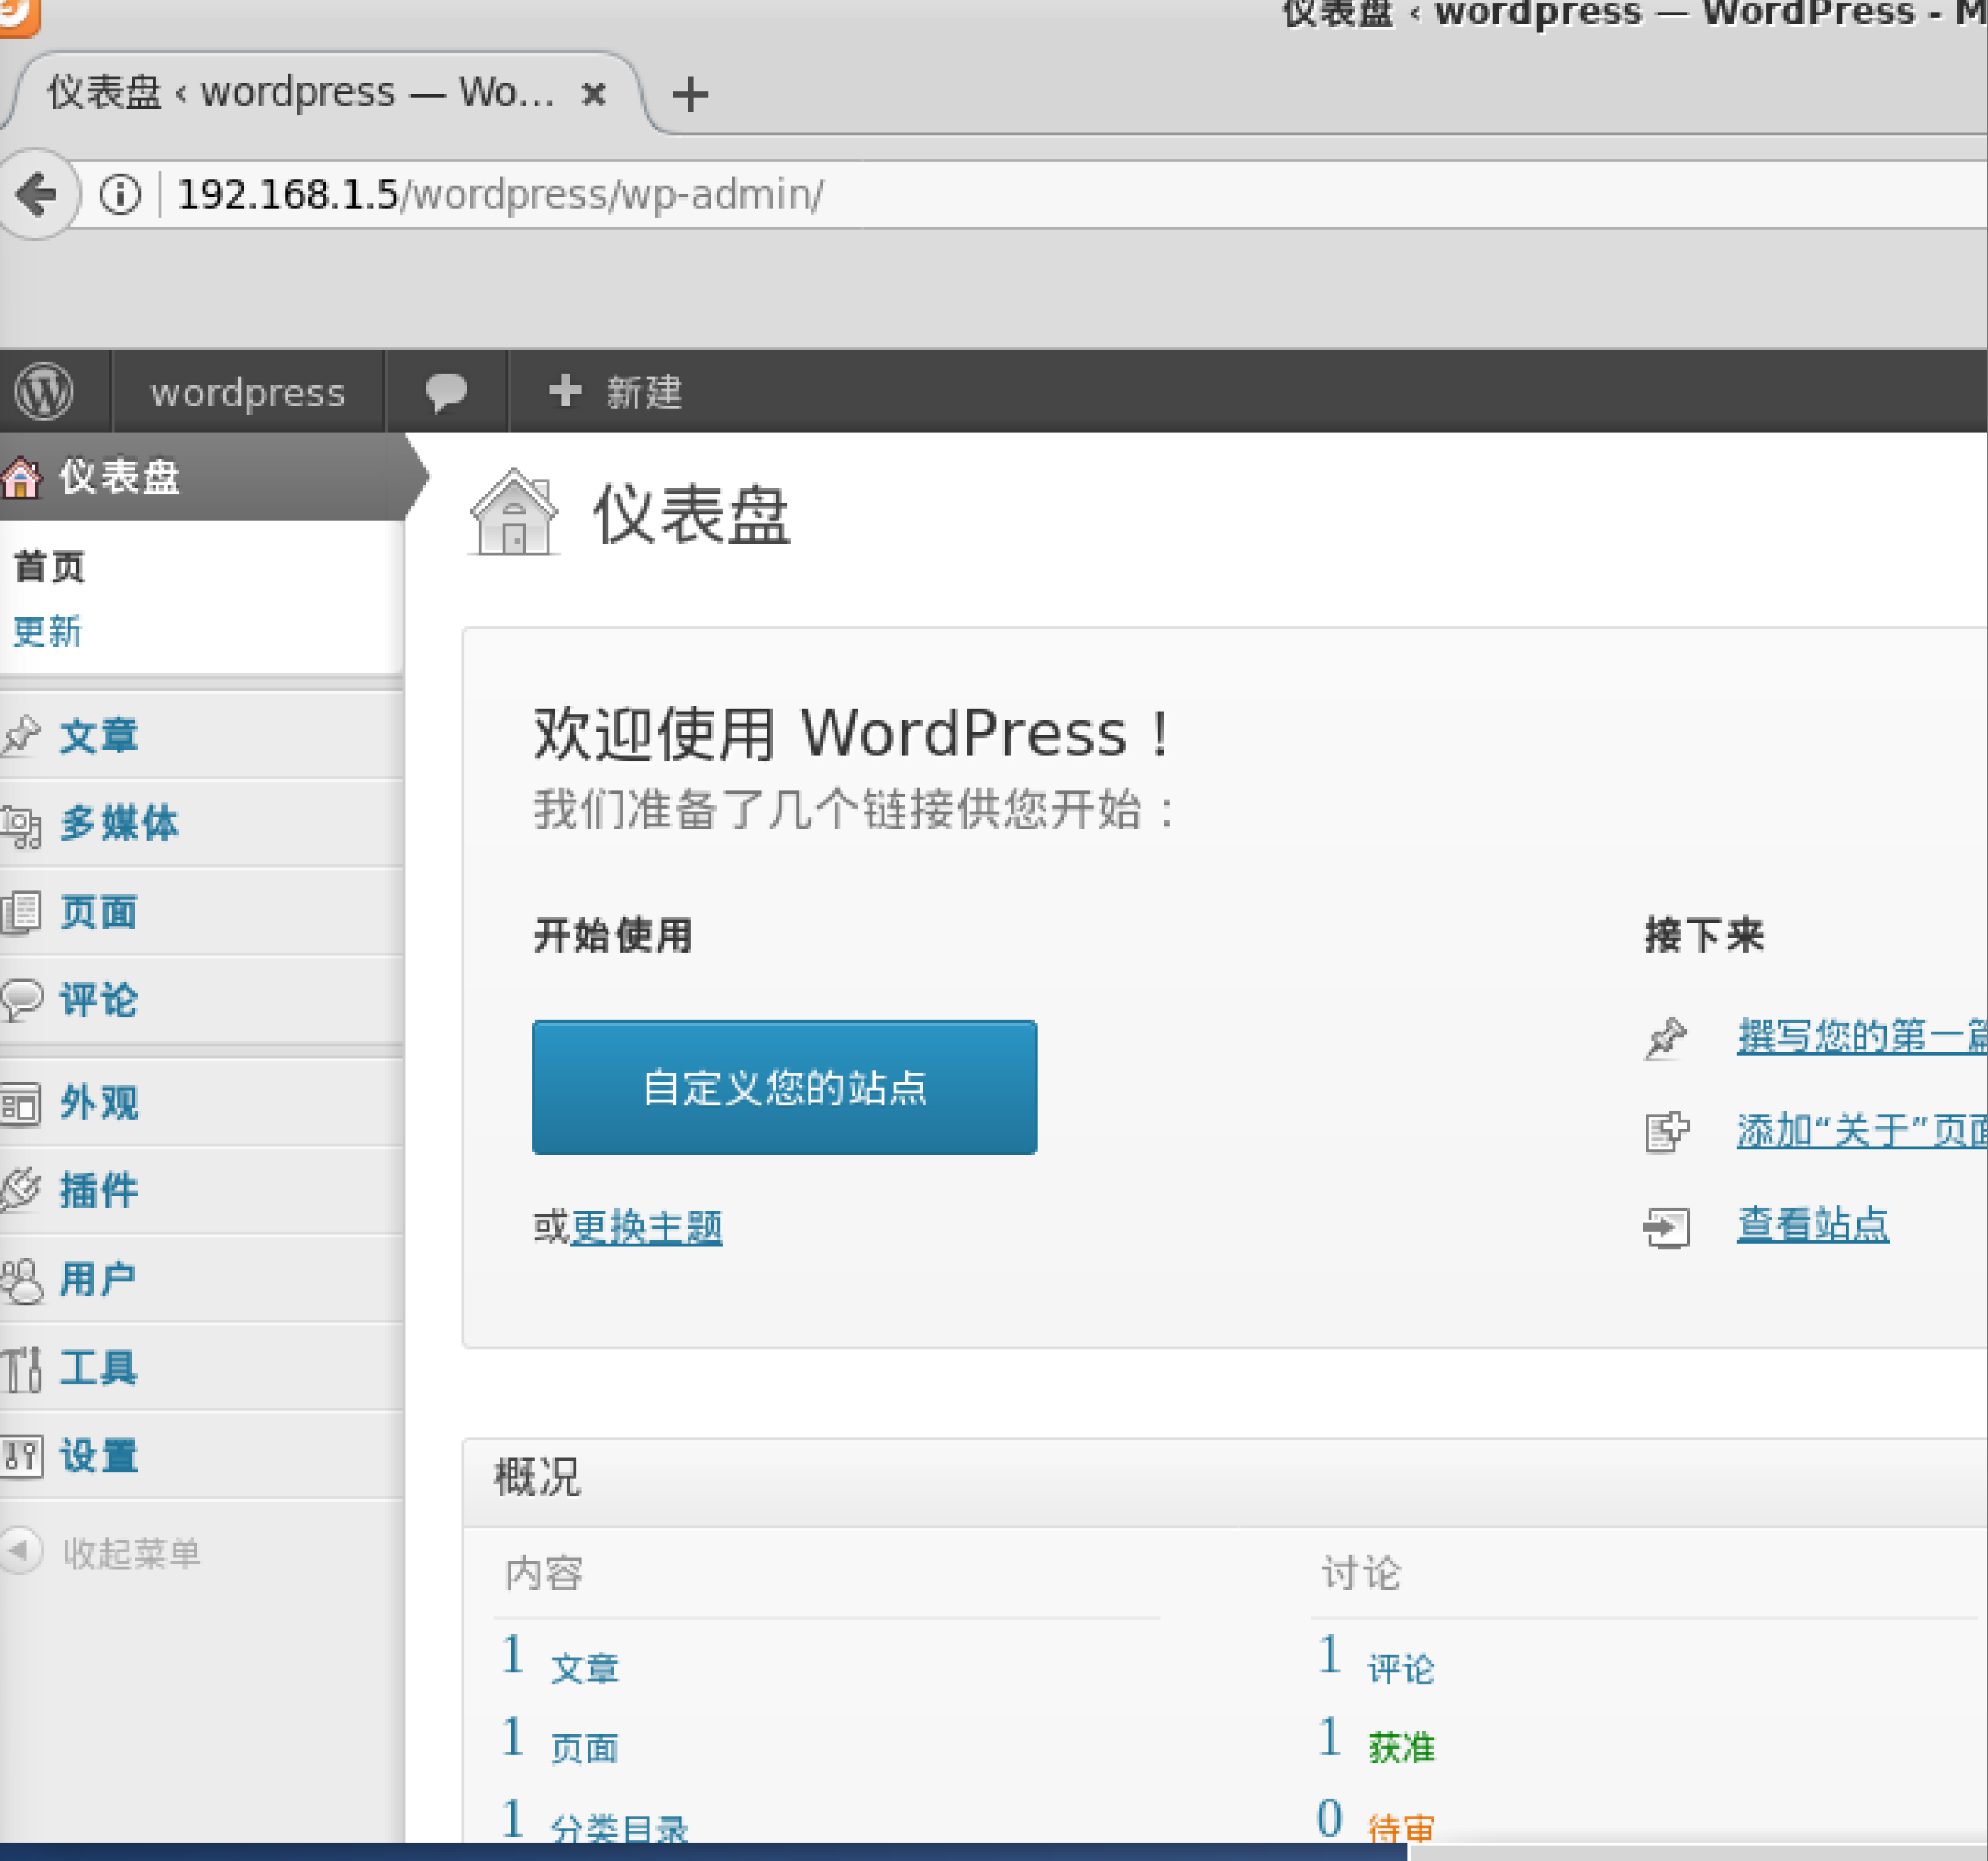 仪表盘 ‹ wordpress — WordPress - M
仪表盘 ‹ wordpress — Wo...
192.168.1.5/wordpress/wp-admin/
wordpress
新建
仪表盘
首页
更新
文章
多媒体
页面
评论
外观
插件
用户
工具
设置
收起菜单
仪表盘
欢迎使用 WordPress！
我们准备了几个链接供您开始：
开始使用
自定义您的站点
或更换主题
接下来
撰写您的第一篇
添加“关于”页面
查看站点
概况
内容
1 文章
1 页面
1 分类目录
讨论
1 评论
1 获准
0 待审